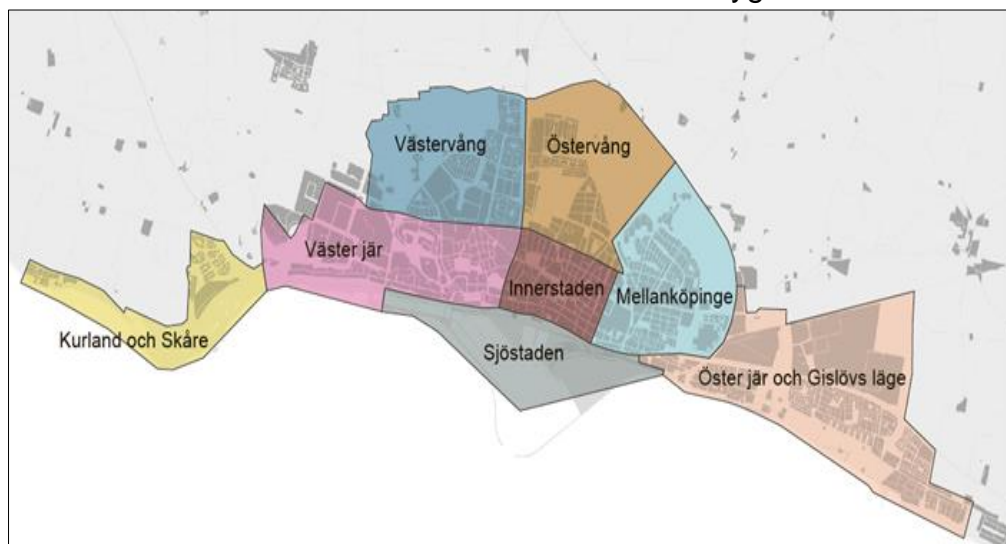 Västervång
Östervång
Väster jär
Innerstaden
Mellanköpinge
Kurland och Skåre
Sjöstaden
Öster jär och Gislövs läge